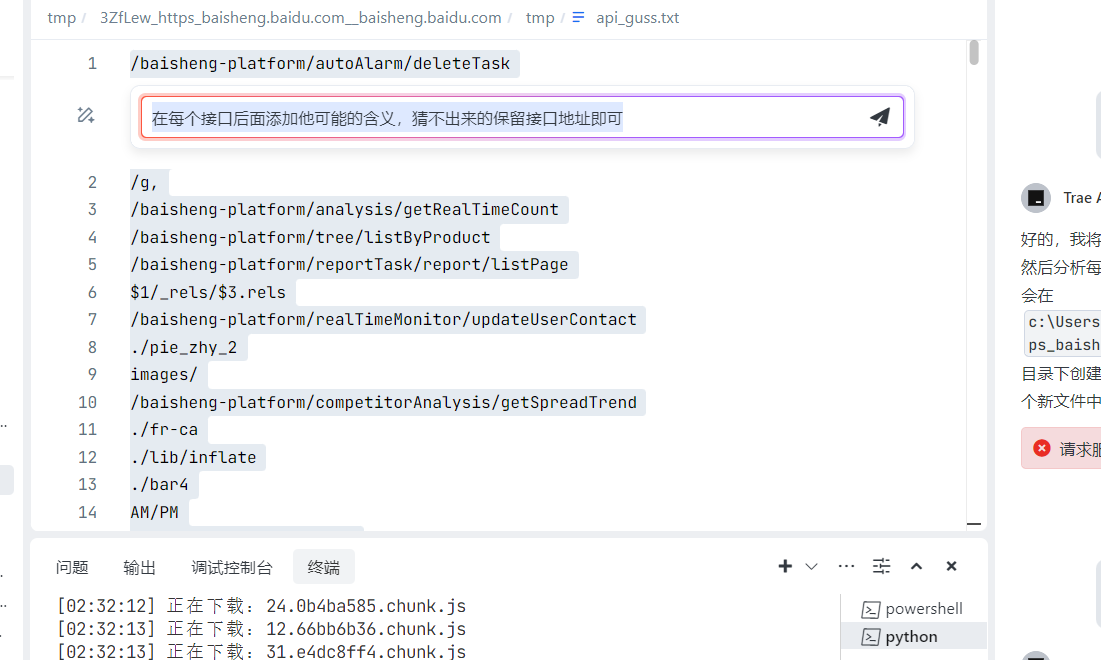 tmp / 3ZfLew_https_baisheng.baidu.com__baisheng.baidu.com / tmp / api_guss.txt
1 /baisheng-platform/autoAlarm/deleteTask
在每个接口后面添加他可能的含义，猜不出来的保留接口地址即可
2 /g,
3 /baisheng-platform/analysis/getRealTimeCount
4 /baisheng-platform/tree/listByProduct
5 /baisheng-platform/reportTask/report/listPage
6 $1/_rels/$3.rels
7 /baisheng-platform/realTimeMonitor/updateUserContact
8 ./pie_zhy_2
9 images/
10 /baisheng-platform/competitorAnalysis/getSpreadTrend
11 ./fr-ca
12 ./lib/inflate
13 ./bar4
14 AM/PM
Trae A
好的，我将
然后分析每
会在
c:\Users
ps_baish
目录下创建
个新文件中
请求服
问题 输出 调试控制台 终端
[02:32:12] 正在下载: 24.0b4ba585.chunk.js
[02:32:13] 正在下载: 12.66bb6b36.chunk.js
[02:32:13] 正在下载: 31.e4dc8ff4.chunk.js
powershell
python